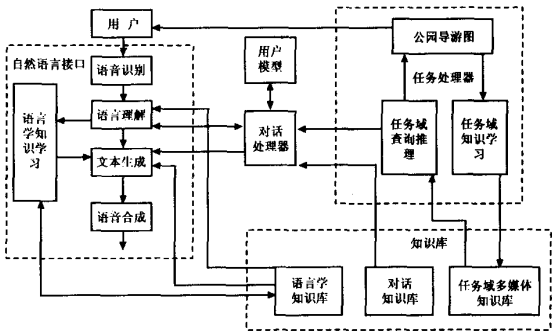 用户
公园导游图
自然语言接口
用户
模型
任务处理器
语音识别
语言
学知
识学
习
语言理解
对话
处理器
任务域
查询推
理
任务域
知识学
习
文本生成
语音合成
知识库
语言学
知识库
对话
知识库
任务域多媒体
知识库